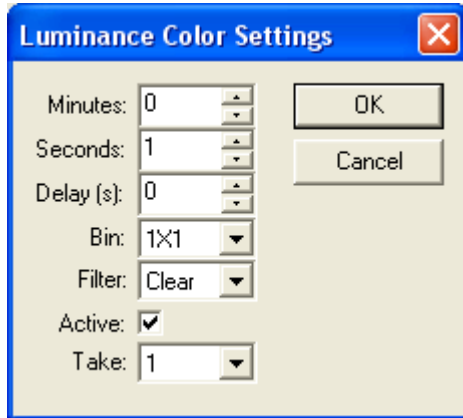 Luminance Color Settings
Minutes: 0
OK
Seconds: 1
Cancel
Delay (s): 0
Bin: 1X1
Filter: Clear
Active:
Take: 1